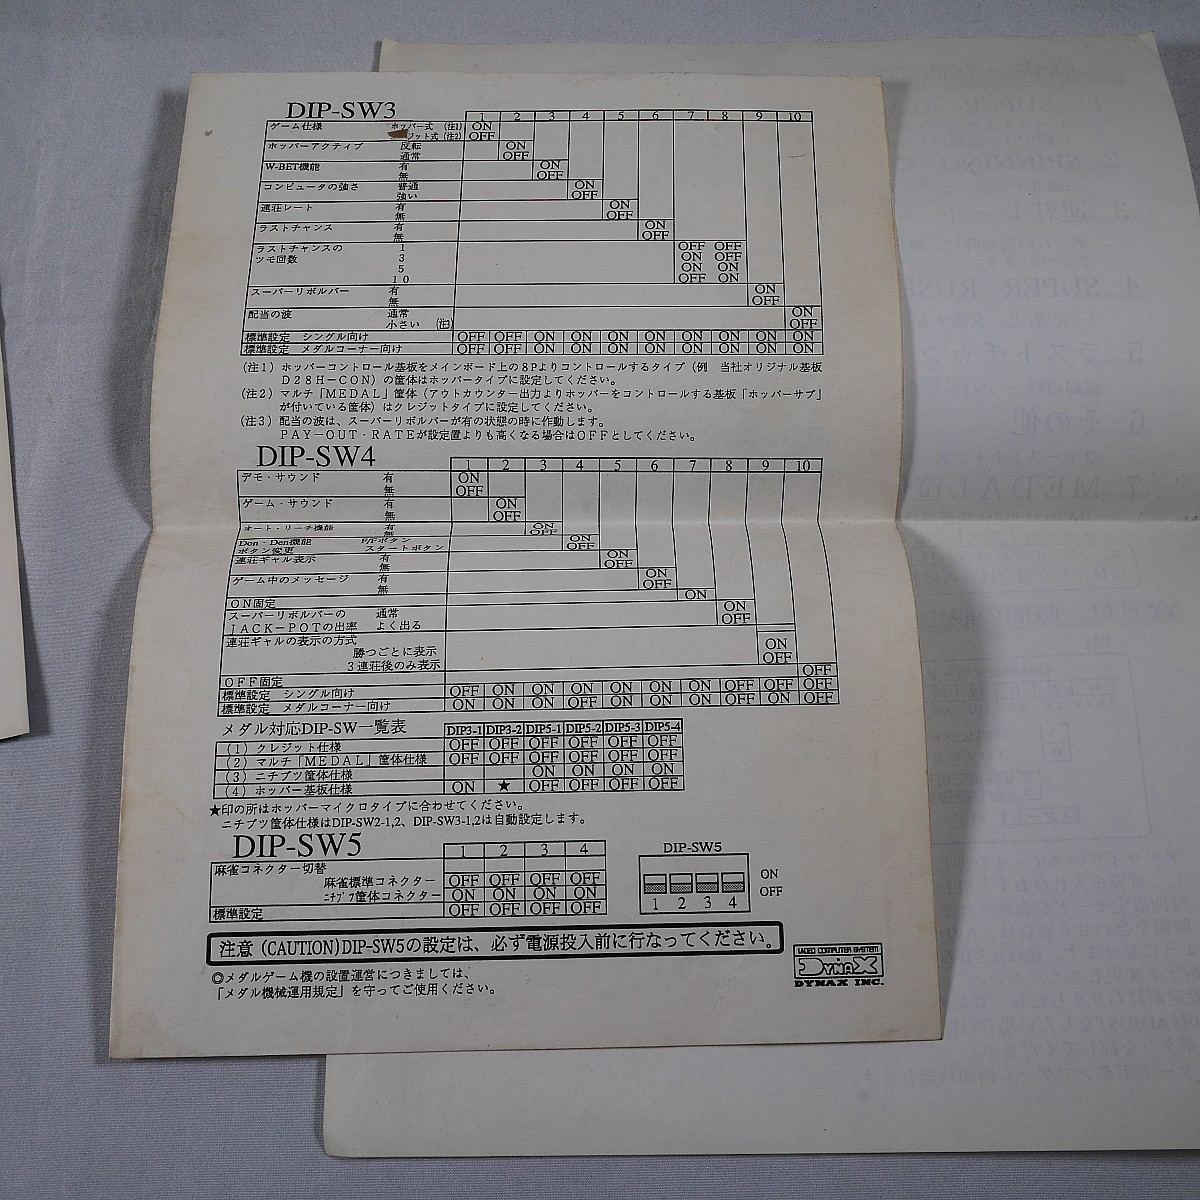 DIP-SW3
1 2 3 4 5 6 7 8 9 10
ゲーム仕様 ホッパー式 (注1) ON
ジット式 (注2) OFF
ホッパーアクティブ 反転 ON
通常 OFF
W-BET機能 有 ON
無 OFF
コンピュータの強さ 普通 ON
強い OFF
連荘レート 有 ON
無 OFF
ラストチャンス 有 ON
無 OFF
ラストチャンスの 1 OFF OFF
ツモ回数 3 ON OFF
5 ON ON
10 OFF ON
スーパーリボルバー 有 ON
無 OFF
配当の波 通常 ON
小さい (注3) OFF
標準設定 シングル向け OFF OFF ON ON ON ON ON ON ON ON
標準設定 メダルコーナー向け OFF OFF ON ON ON ON ON ON ON ON
(注1) ホッパーコントロール基板をメインボード上の8Pよりコントロールするタイプ(例 当社オリジナル基板
D28H-CON)の筐体はホッパータイプに設定してください。
(注2) マルチ「MEDAL」筐体(アウトカウンター出力よりホッパーをコントロールする基板「ホッパーサブ」
が付いている筐体)はクレジットタイプに設定してください。
(注3) 配当の波は、スーパーリボルバーが有の状態の時に作動します。
PAY-OUT・RATEが設定置よりも高くなる場合はOFFとしてください。
DIP-SW4
1 2 3 4 5 6 7 8 9 10
デモ・サウンド 有 ON
無 OFF
ゲーム・サウンド 有 ON
無 OFF
オート・リーチ機能 有 ON
無 OFF
Don・Den機能 F/Fボタン ON
ボタン変更 スタートボタン OFF
連荘ギャル表示 有 ON
無 OFF
ゲーム中のメッセージ 有 ON
無 OFF
ON固定 ON
スーパーリボルバーの 通常 ON
JACK-POTの出率 よく出る OFF
連荘ギャルの表示の方式
勝つごとに表示 ON
3連荘後のみ表示 OFF
OFF固定 OFF
標準設定 シングル向け OFF ON ON ON ON ON ON OFF OFF OFF
標準設定 メダルコーナー向け ON ON OFF OFF ON ON ON OFF OFF OFF
メダル対応DIP-SW一覧表 DIP3-1 DIP3-2 DIP5-1 DIP5-2 DIP5-3 DIP5-4
(1) クレジット仕様 OFF OFF OFF OFF OFF OFF
(2) マルチ「MEDAL」筐体仕様 OFF OFF OFF OFF OFF OFF
(3) ニチブツ筐体仕様 ON ON ON ON
(4) ホッパー基板仕様 ON ★ OFF OFF OFF OFF
★印の所はホッパーマイクロタイプに合わせてください。
ニチブツ筐体仕様はDIP-SW2-1,2、DIP-SW3-1,2は自動設定します。
DIP-SW5
1 2 3 4
麻雀コネクター切替
麻雀標準コネクター OFF OFF OFF OFF
ニチブツ筐体コネクター ON ON ON ON
標準設定 OFF OFF OFF OFF
DIP-SW5
ON
OFF
1 2 3 4
注意 (CAUTION)DIP-SW5の設定は、必ず電源投入前に行なってください。
◎メダルゲーム機の設置運営につきましては、
「メダル機械運用規定」を守ってご使用ください。
VIDEO COMPUTER SYSTEM
DYNAX
DYNAX INC.